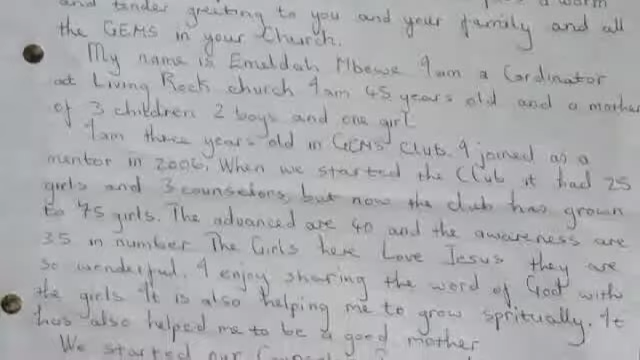 and tender greeting to you and your family and all
the GEMS in your Church.
My name is Emeldah Mbewe I am a Cordinator
at Living Rock church I am 45 years old and a mother
of 3 children 2 boys and one girl
I am three years old in GEMS Club. I joined as a
mentor in 2006. When we started the Club it had 25
girls and 3 counselors, but now the club has grown
to 75 girls. The advanced are 40 and the awareness are
35 in number The Girls here Love Jesus they are
so wonderful. I enjoy sharing the word of God with
the girls It is also helping me to grow spritually. It
has also helped me to be a good mother
We started our